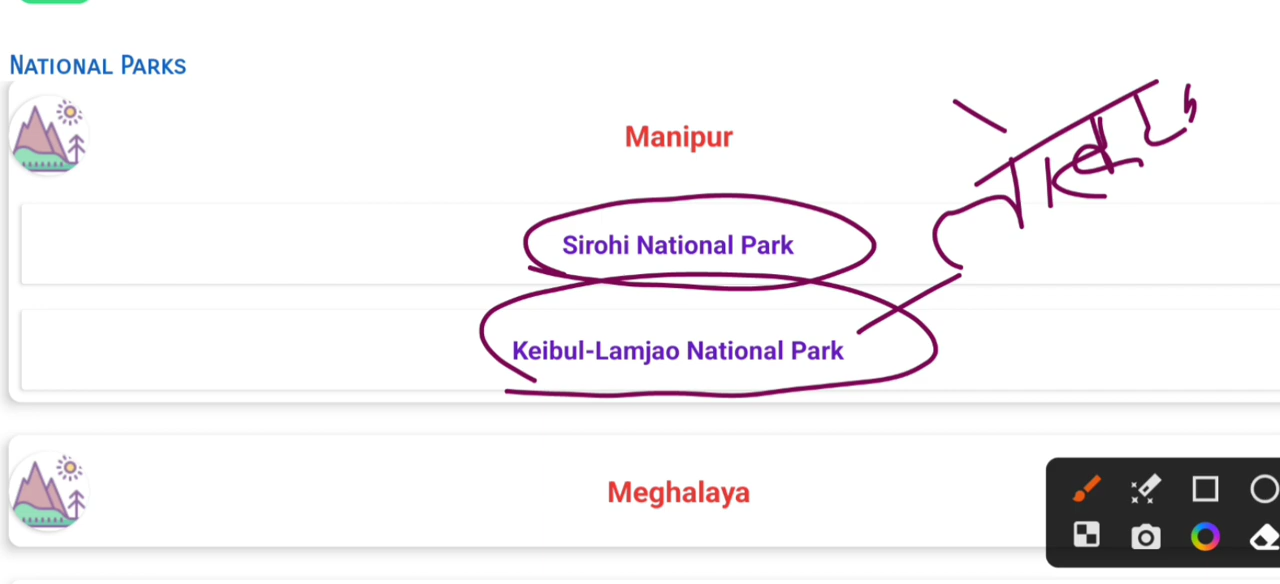 NATIONAL PARKS
Manipur
Sirohi National Park
Keibul-Lamjao National Park
Meghalaya